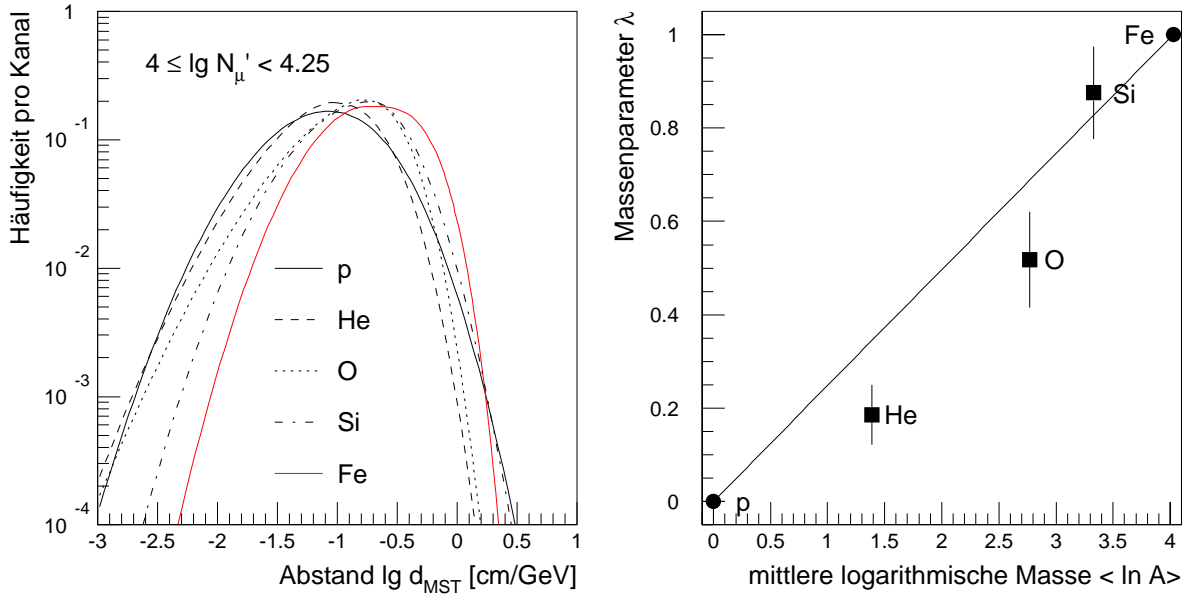 Häufigkeit pro Kanal
1
10 -1
10 -2
10 -3
10 -4
4 ≤ lg Nμ' < 4.25
p
He
O
Si
Fe
-3 -2.5 -2 -1.5 -1 -0.5 0 0.5 1
Abstand lg dMST [cm/GeV]
Massenparameter λ
1
0.8
0.6
0.4
0.2
0
Fe
Si
O
He
p
0 0.5 1 1.5 2 2.5 3 3.5 4
mittlere logarithmische Masse < ln A>